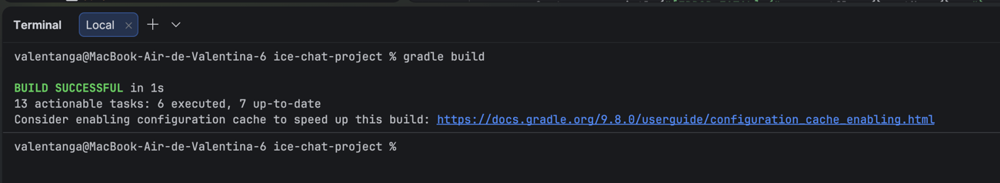 Terminal Local
valentanga@MacBook-Air-de-Valentina-6 ice-chat-project % gradle build
BUILD SUCCESSFUL in 1s
13 actionable tasks: 6 executed, 7 up-to-date
Consider enabling configuration cache to speed up this build: https://docs.gradle.org/9.8.0/userguide/configuration_cache_enabling.html
valentanga@MacBook-Air-de-Valentina-6 ice-chat-project %